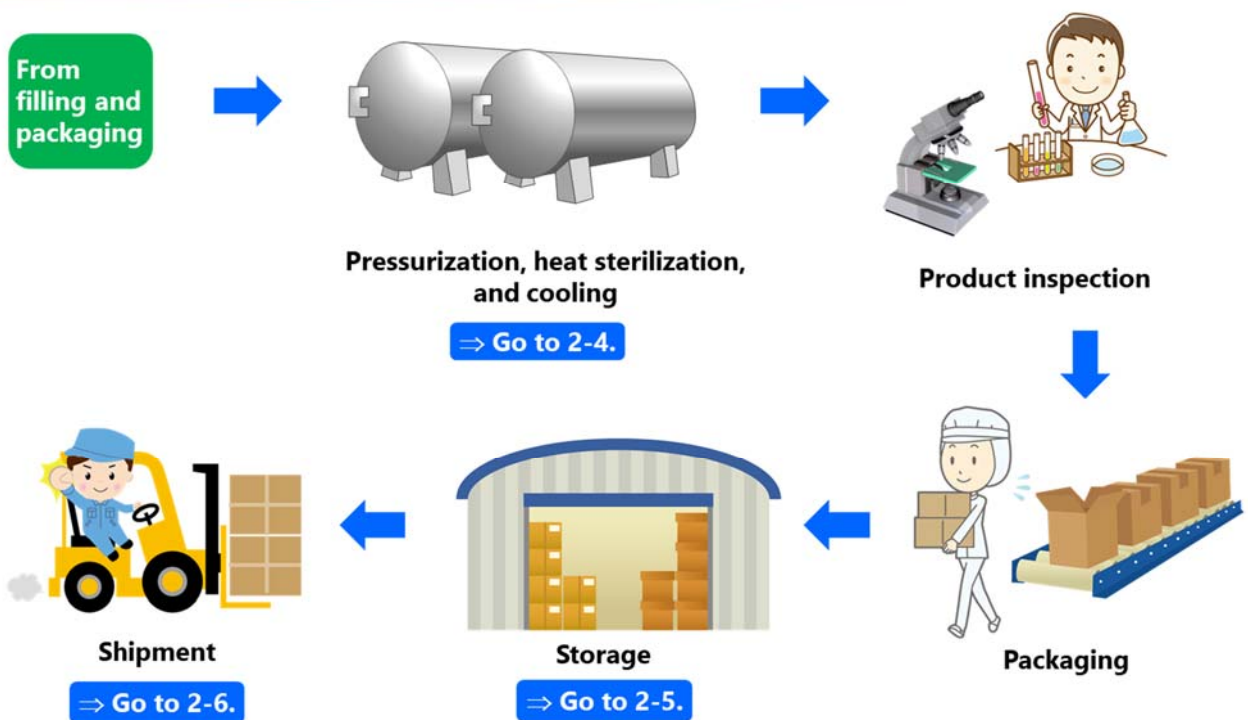 From
filling and
packaging
Pressurization, heat sterilization,
and cooling
⇒ Go to 2-4.
Product inspection
Packaging
Storage
⇒ Go to 2-5.
Shipment
⇒ Go to 2-6.